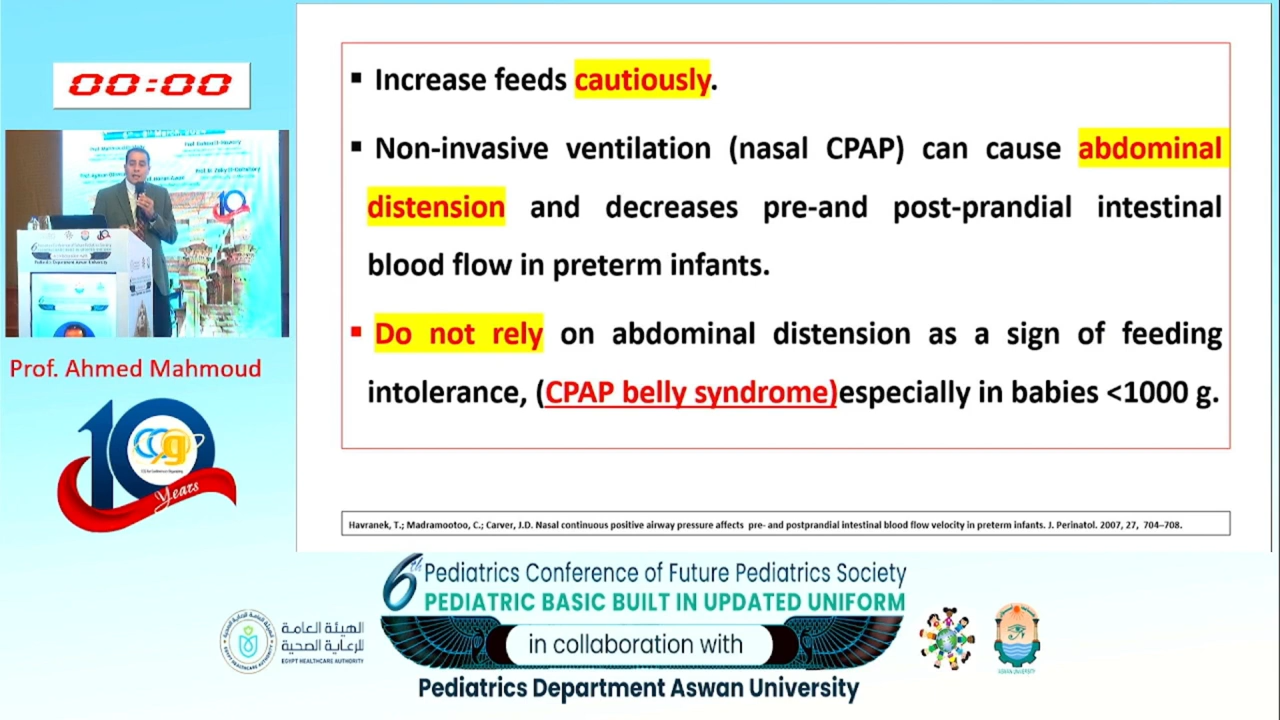 00:00
Prof. Ahmed Mahmoud
10
Years
▪ Increase feeds cautiously.
▪ Non-invasive ventilation (nasal CPAP) can cause abdominal
distension and decreases pre-and post-prandial intestinal
blood flow in preterm infants.
▪ Do not rely on abdominal distension as a sign of feeding
intolerance, (CPAP belly syndrome)especially in babies <1000 g.
Havranek, T.; Madramootoo, C.; Carver, J.D. Nasal continuous positive airway pressure affects pre- and postprandial intestinal blood flow velocity in preterm infants. J. Perinatol. 2007, 27, 704–708.
6th Pediatrics Conference of Future Pediatrics Society
PEDIATRIC BASIC BUILT IN UPDATED UNIFORM
in collaboration with
Pediatrics Department Aswan University
الهيئة العامة
للرعاية الصحية
EGYPT HEALTHCARE AUTHORITY
ASWAN UNIVERSITY